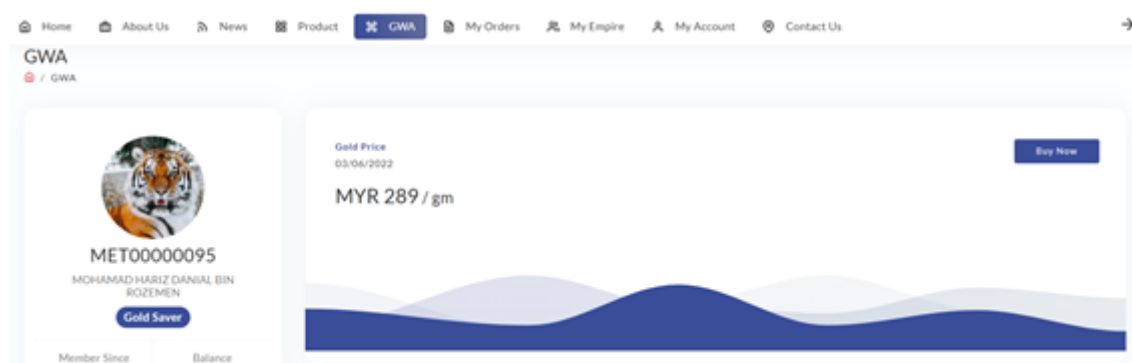 Home About Us News Product GWA My Orders My Empire My Account Contact Us
GWA
/ GWA
Gold Price
03/06/2022
Buy Now
MYR 289 / gm
MET00000095
MOHAMAD HARIZ DANIAL BIN
ROZEMEN
Gold Saver
Member Since Balance